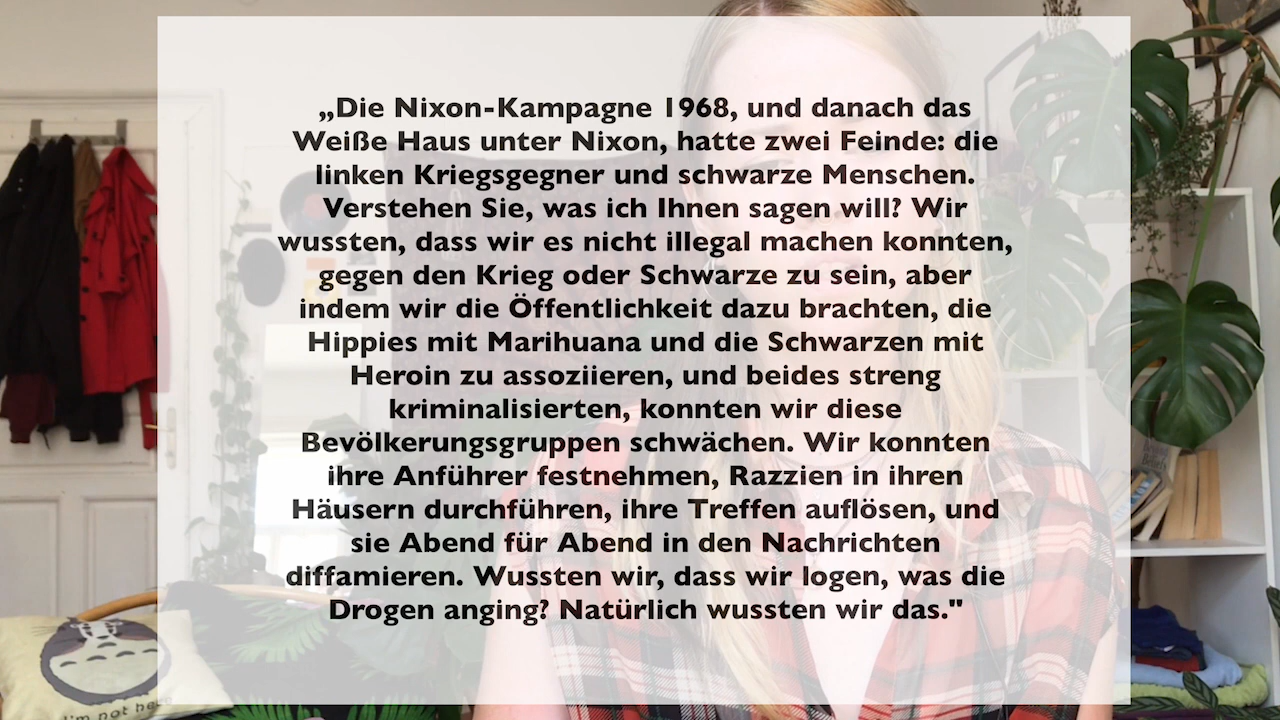 „Die Nixon-Kampagne 1968, und danach das
Weiße Haus unter Nixon, hatte zwei Feinde: die
linken Kriegsgegner und schwarze Menschen.
Verstehen Sie, was ich Ihnen sagen will? Wir
wussten, dass wir es nicht illegal machen konnten,
gegen den Krieg oder Schwarze zu sein, aber
indem wir die Öffentlichkeit dazu brachten, die
Hippies mit Marihuana und die Schwarzen mit
Heroin zu assoziieren, und beides streng
kriminalisierten, konnten wir diese
Bevölkerungsgruppen schwächen. Wir konnten
ihre Anführer festnehmen, Razzien in ihren
Häusern durchführen, ihre Treffen auflösen, und
sie Abend für Abend in den Nachrichten
diffamieren. Wussten wir, dass wir logen, was die
Drogen anging? Natürlich wussten wir das."
I'm not here